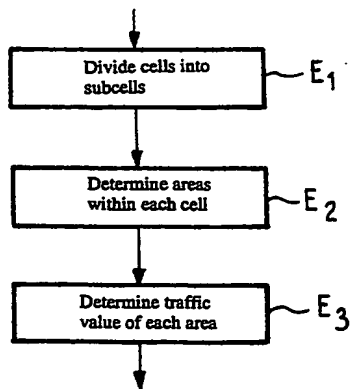 Divide cells into
subcells
E1
Determine areas
within each cell
E2
Determine traffic
value of each area
E3